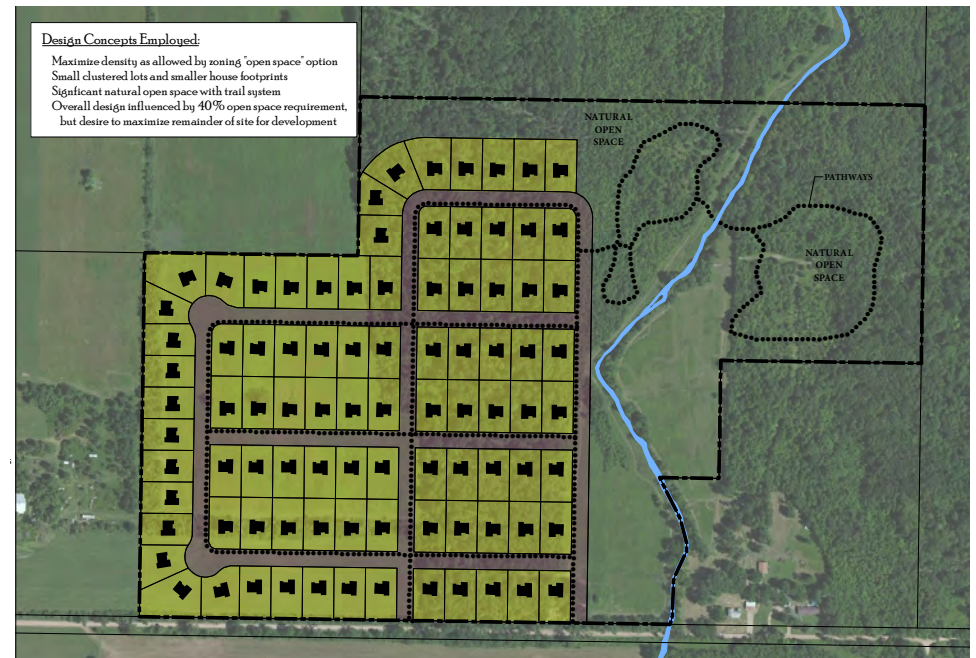 Design Concepts Employed:
Maximize density as allowed by zoning "open space" option
Small clustered lots and smaller house footprints
Signficant natural open space with trail system
Overall design influenced by 40% open space requirement,
but desire to maximize remainder of site for development
NATURAL
OPEN
SPACE
PATHWAYS
NATURAL
OPEN
SPACE
s